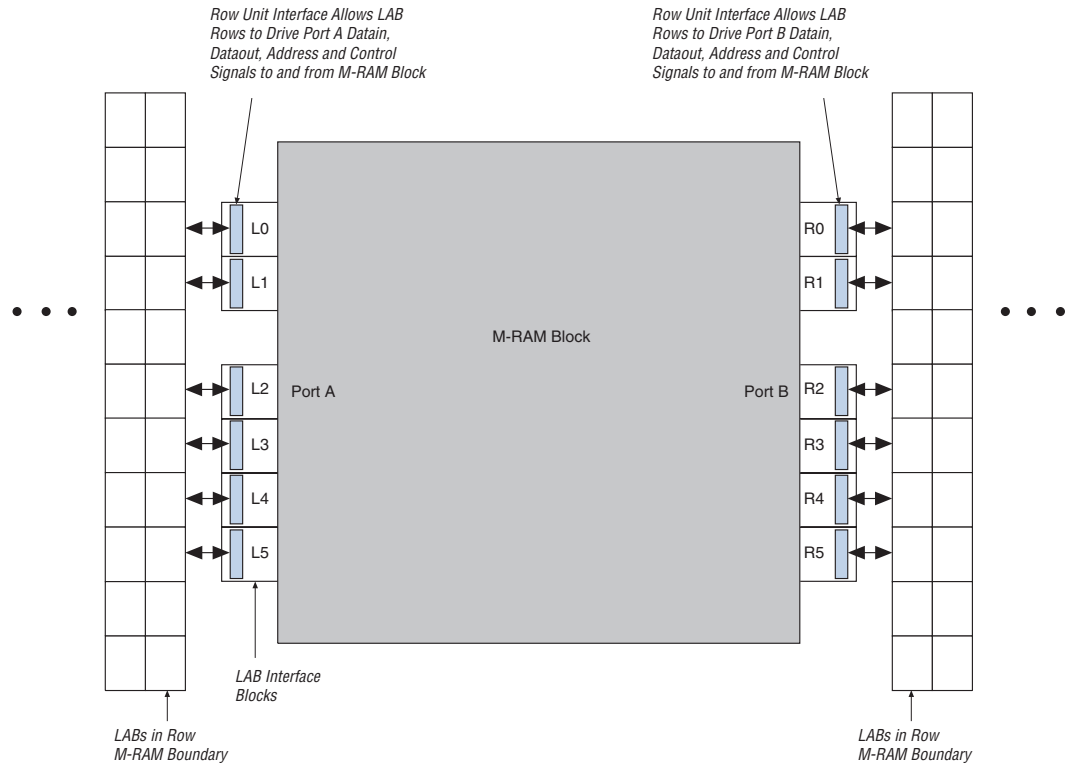 Row Unit Interface Allows LAB
Rows to Drive Port A Datain,
Dataout, Address and Control
Signals to and from M-RAM Block
Row Unit Interface Allows LAB
Rows to Drive Port B Datain,
Dataout, Address and Control
Signals to and from M-RAM Block
L0
R0
L1
R1
M-RAM Block
L2
Port A
Port B
R2
L3
R3
L4
R4
L5
R5
LAB Interface
Blocks
LABs in Row
M-RAM Boundary
LABs in Row
M-RAM Boundary